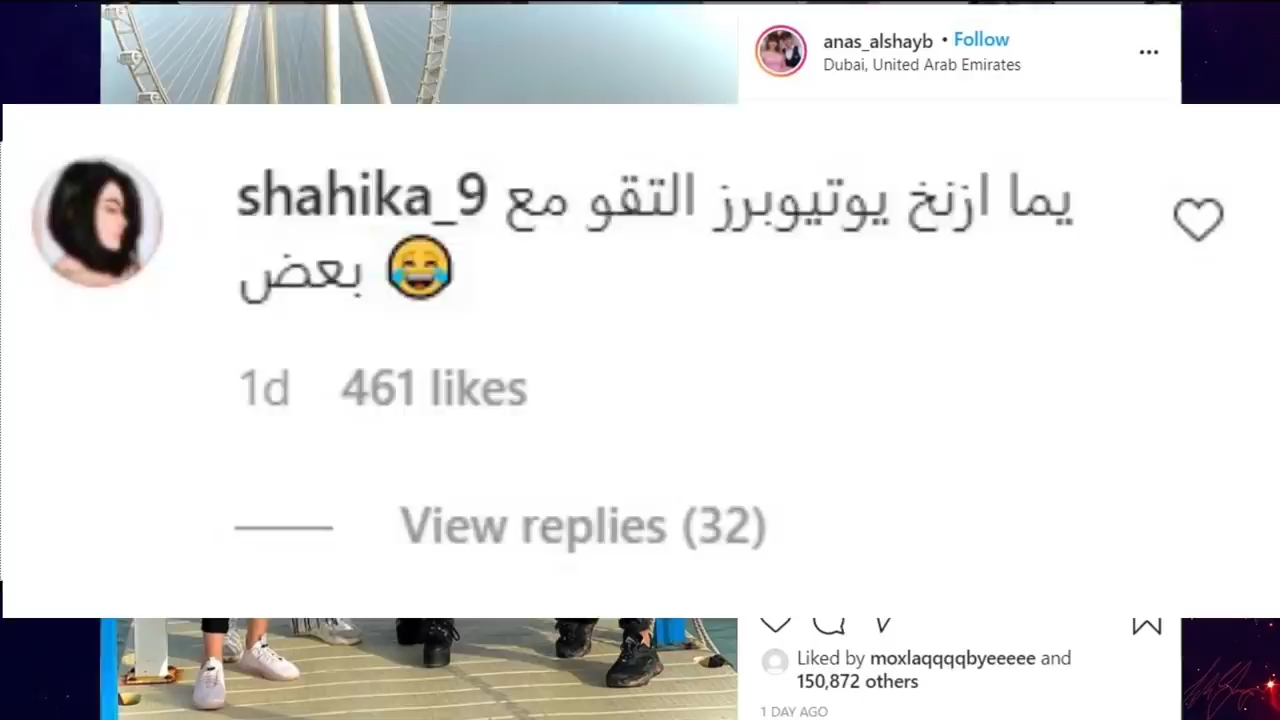 anas_alshayb • Follow
Dubai, United Arab Emirates
shahika_9 يما ازنخ يوتيوبرز التقو مع
بعض 😂
1d 461 likes
View replies (32)
Liked by moxlaqqqqbyeeeee and
150,872 others
1 DAY AGO